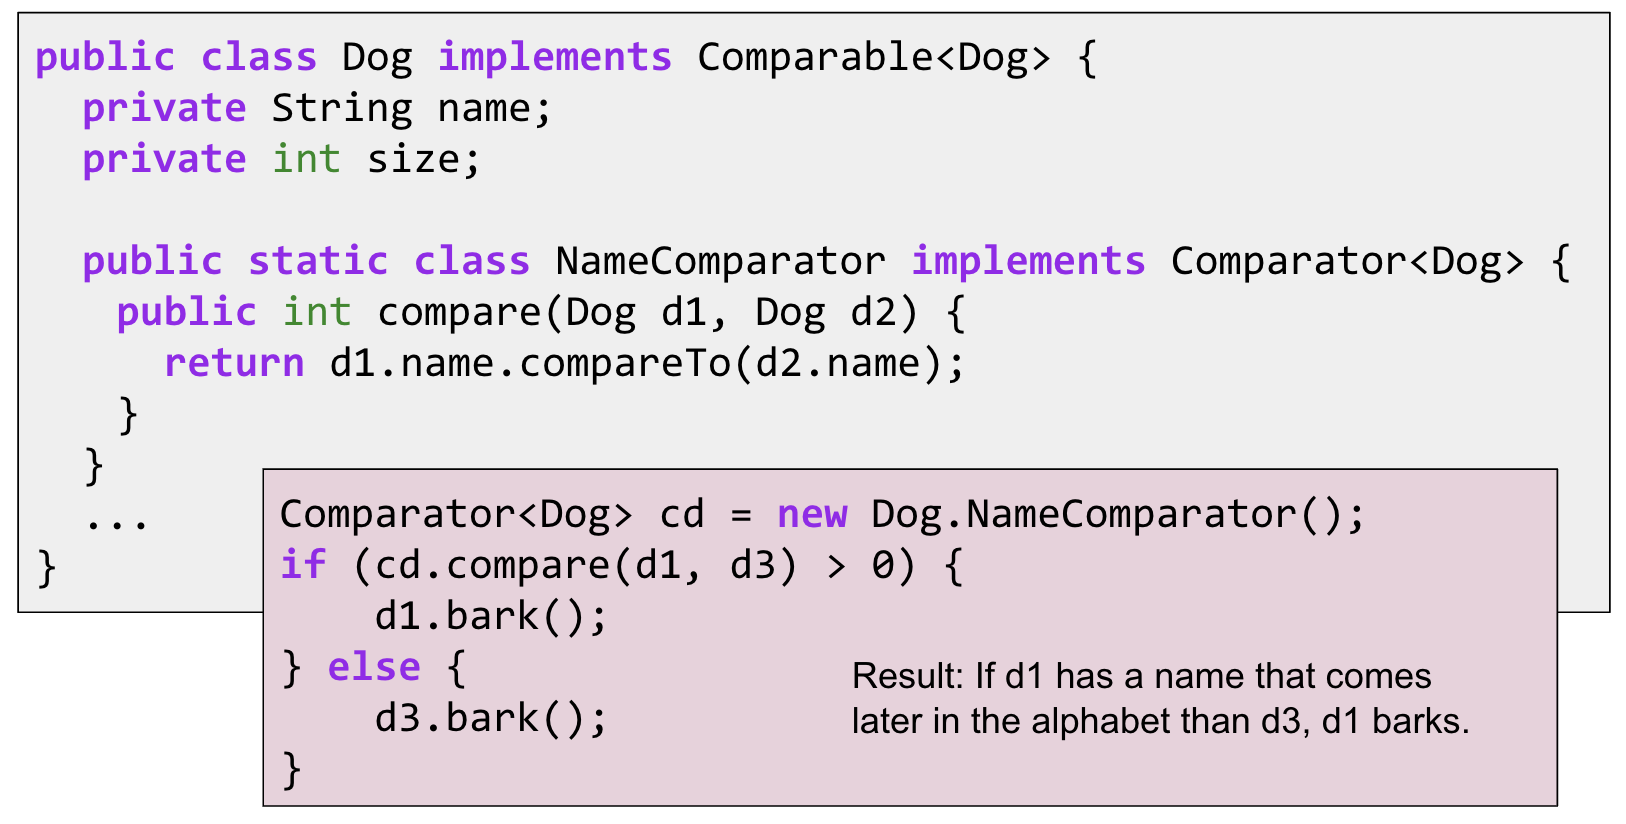 public class Dog implements Comparable<Dog> {
  private String name;
  private int size;

  public static class NameComparator implements Comparator<Dog> {
    public int compare(Dog d1, Dog d2) {
      return d1.name.compareTo(d2.name);
    }
  }
  ...
}
Comparator<Dog> cd = new Dog.NameComparator();
if (cd.compare(d1, d3) > 0) {
    d1.bark();
} else {
    d3.bark();
}
Result: If d1 has a name that comes
later in the alphabet than d3, d1 barks.